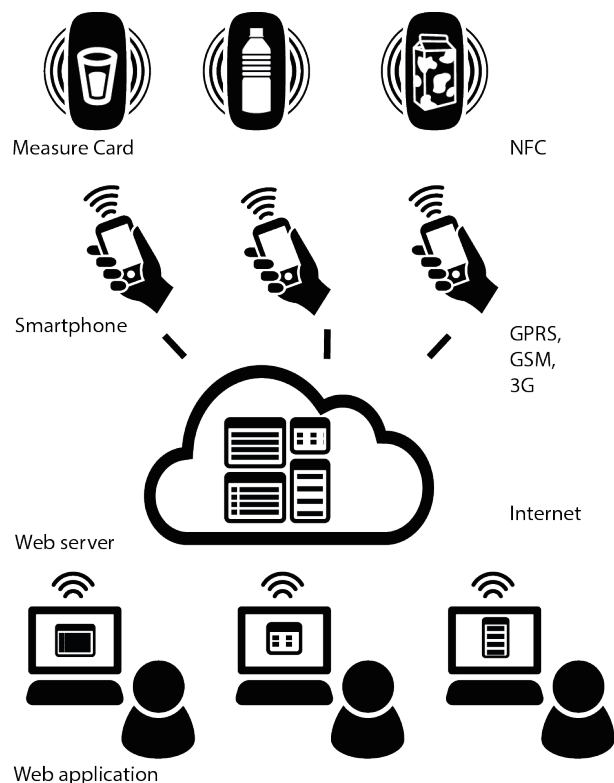 Measure Card
NFC
Smartphone
GPRS,
GSM,
3G
Internet
Web server
Web application